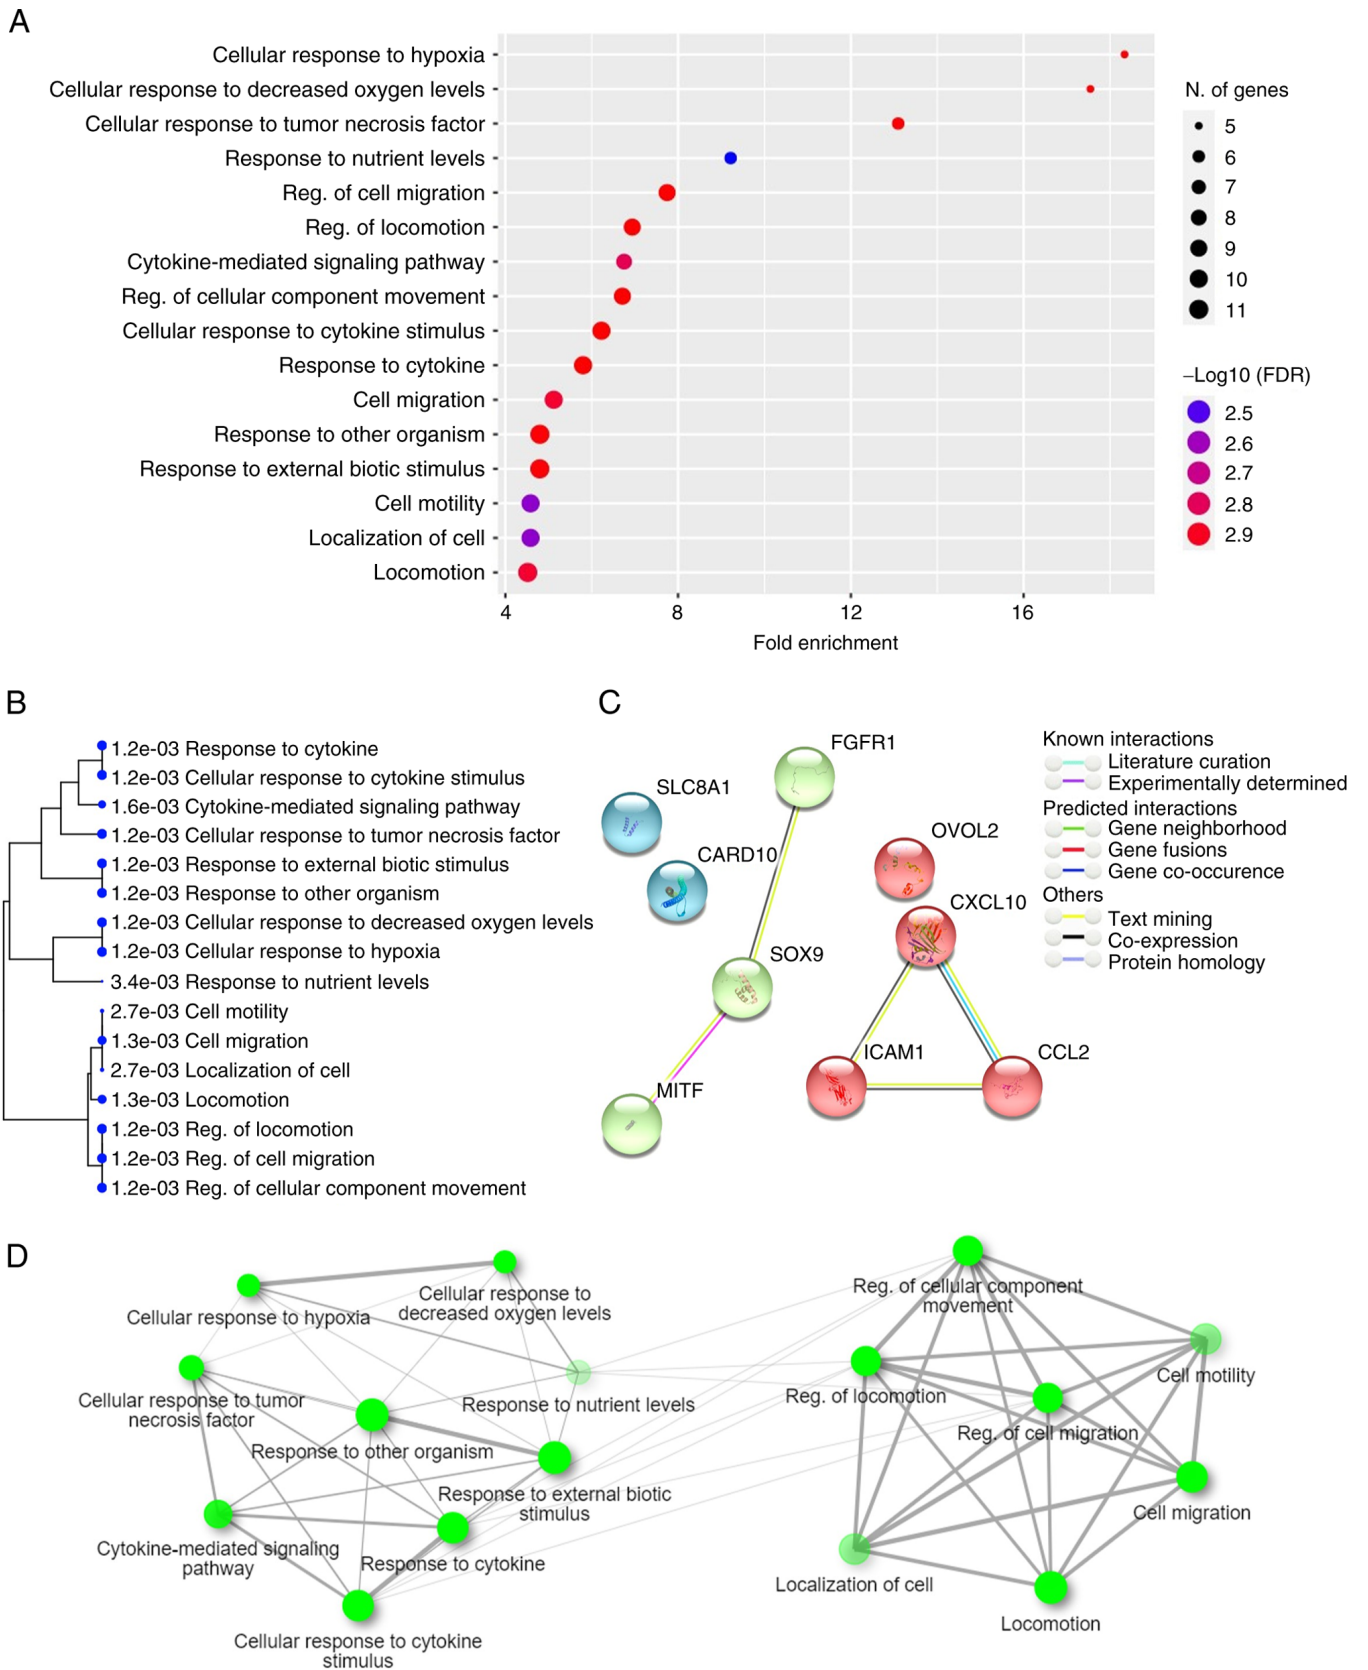 A
Cellular response to hypoxia
Cellular response to decreased oxygen levels
Cellular response to tumor necrosis factor
Response to nutrient levels
Reg. of cell migration
Reg. of locomotion
Cytokine-mediated signaling pathway
Reg. of cellular component movement
Cellular response to cytokine stimulus
Response to cytokine
Cell migration
Response to other organism
Response to external biotic stimulus
Cell motility
Localization of cell
Locomotion
4 8 12 16
Fold enrichment
N. of genes
5
6
7
8
9
10
11
−Log10 (FDR)
2.5
2.6
2.7
2.8
2.9
B
1.2e-03 Response to cytokine
1.2e-03 Cellular response to cytokine stimulus
1.6e-03 Cytokine-mediated signaling pathway
1.2e-03 Cellular response to tumor necrosis factor
1.2e-03 Response to external biotic stimulus
1.2e-03 Response to other organism
1.2e-03 Cellular response to decreased oxygen levels
1.2e-03 Cellular response to hypoxia
3.4e-03 Response to nutrient levels
2.7e-03 Cell motility
1.3e-03 Cell migration
2.7e-03 Localization of cell
1.3e-03 Locomotion
1.2e-03 Reg. of locomotion
1.2e-03 Reg. of cell migration
1.2e-03 Reg. of cellular component movement
C
FGFR1
SLC8A1
CARD10
OVOL2
CXCL10
SOX9
ICAM1
CCL2
MITF
Known interactions
Literature curation
Experimentally determined
Predicted interactions
Gene neighborhood
Gene fusions
Gene co-occurence
Others
Text mining
Co-expression
Protein homology
D
Cellular response to hypoxia
Cellular response to
decreased oxygen levels
Cellular response to tumor
necrosis factor
Response to nutrient levels
Response to other organism
Response to external biotic
stimulus
Cytokine-mediated signaling
pathway
Response to cytokine
Cellular response to cytokine
stimulus
Reg. of cellular component
movement
Cell motility
Reg. of locomotion
Reg. of cell migration
Cell migration
Localization of cell
Locomotion